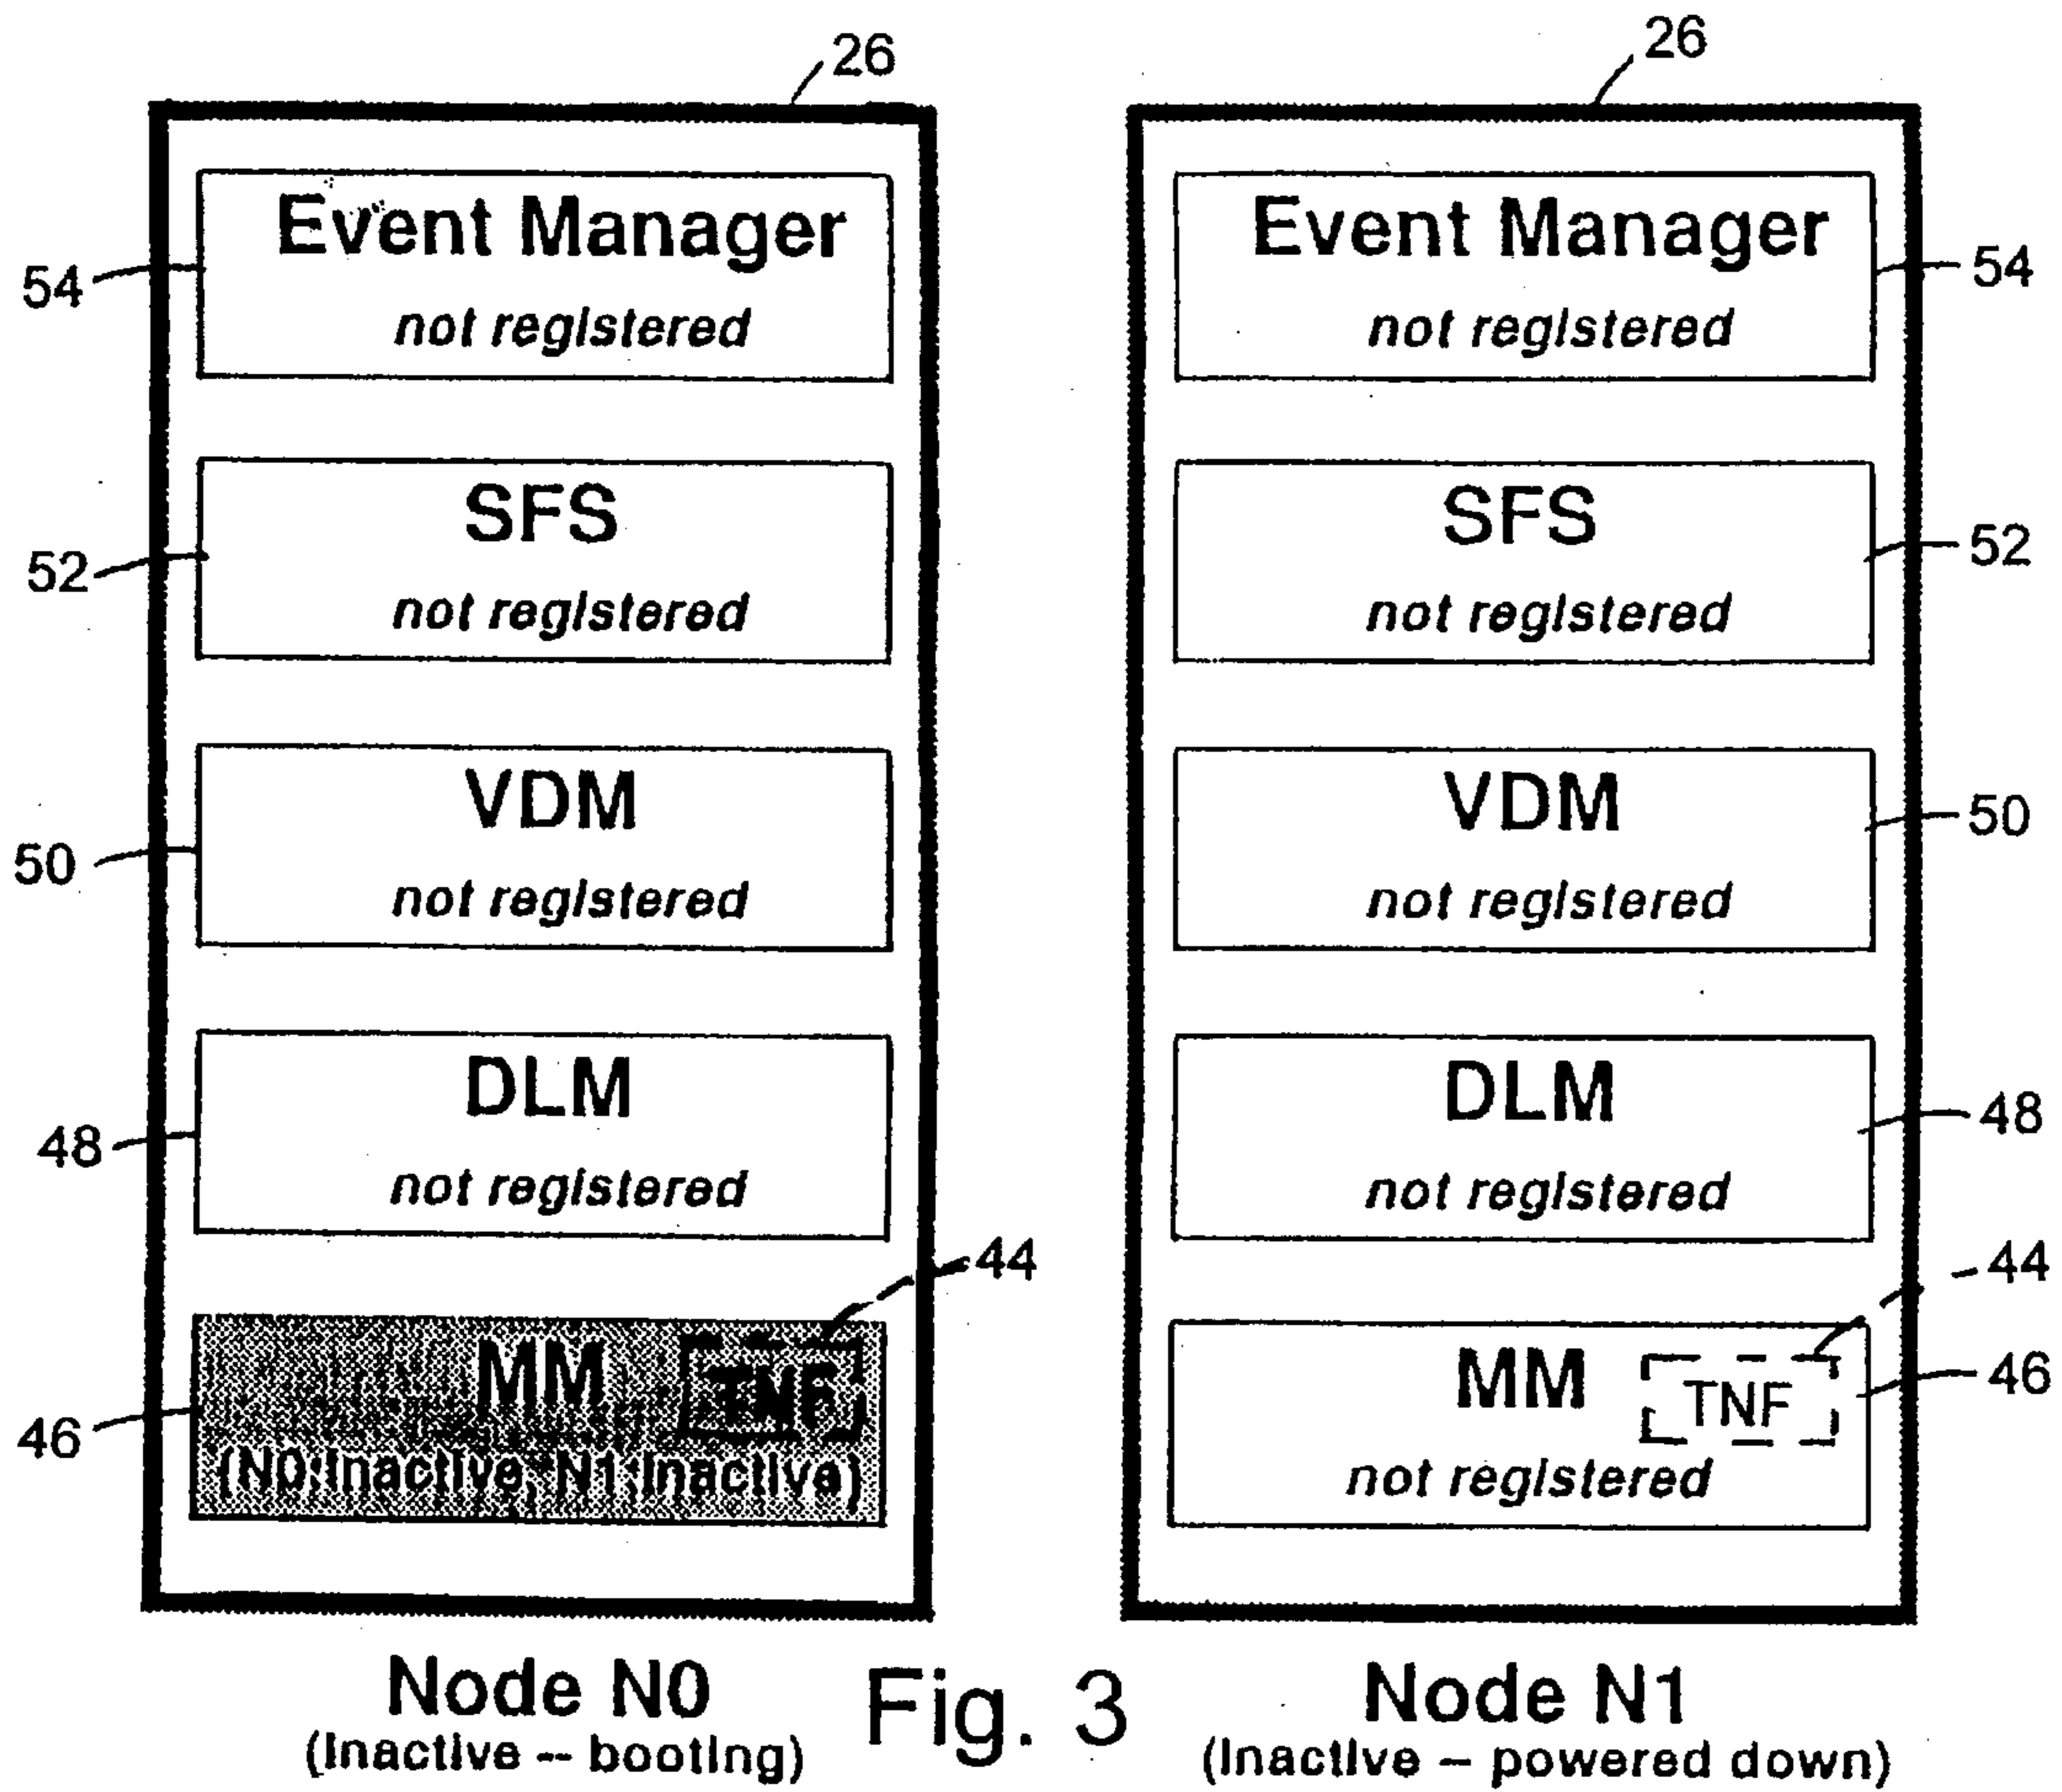 26
Event Manager
not registered
54
SFS
not registered
52
VDM
not registered
50
DLM
not registered
48
44
MM
TNF
(N0:Inactive, N1:Inactive)
46
Node N0
(Inactive -- booting)
26
Event Manager
not registered
54
SFS
not registered
52
VDM
not registered
50
DLM
not registered
48
44
MM
TNF
not registered
46
Node N1
(Inactive – powered down)
Fig. 3